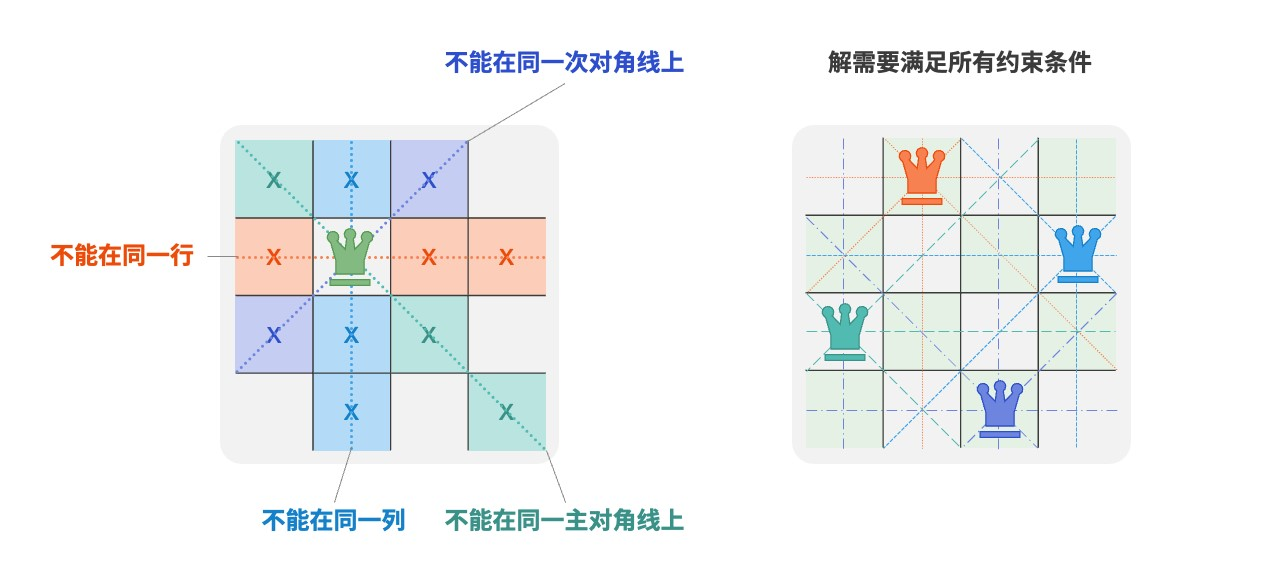 不能在同一次对角线上
解需要满足所有约束条件
X X X
不能在同一行
X X X
X X X
X X
不能在同一列
不能在同一主对角线上